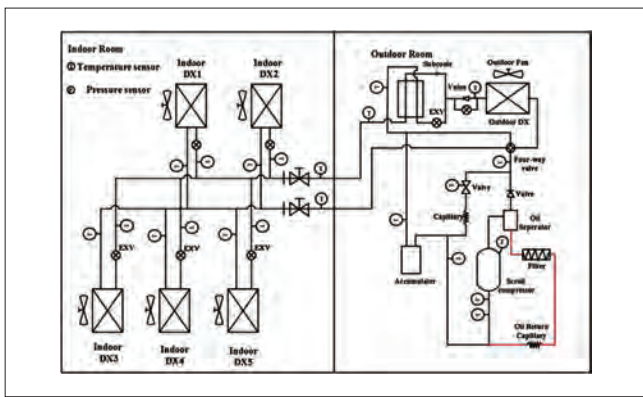 Indoor Room
Temperature sensor
Pressure sensor
Indoor
DX1
Indoor
DX2
EXV
EXV
EXV
Indoor
DX3
Indoor
DX4
Indoor
DX5
Outdoor Room
Subcools
Outdoor Fan
Valve
EXV
Outdoor DX
Four-way
valve
Valve
Valve
Capillary
Oil
Seperator
Filter
Accumulator
Scroll
compressor
Oil Return
Capillary